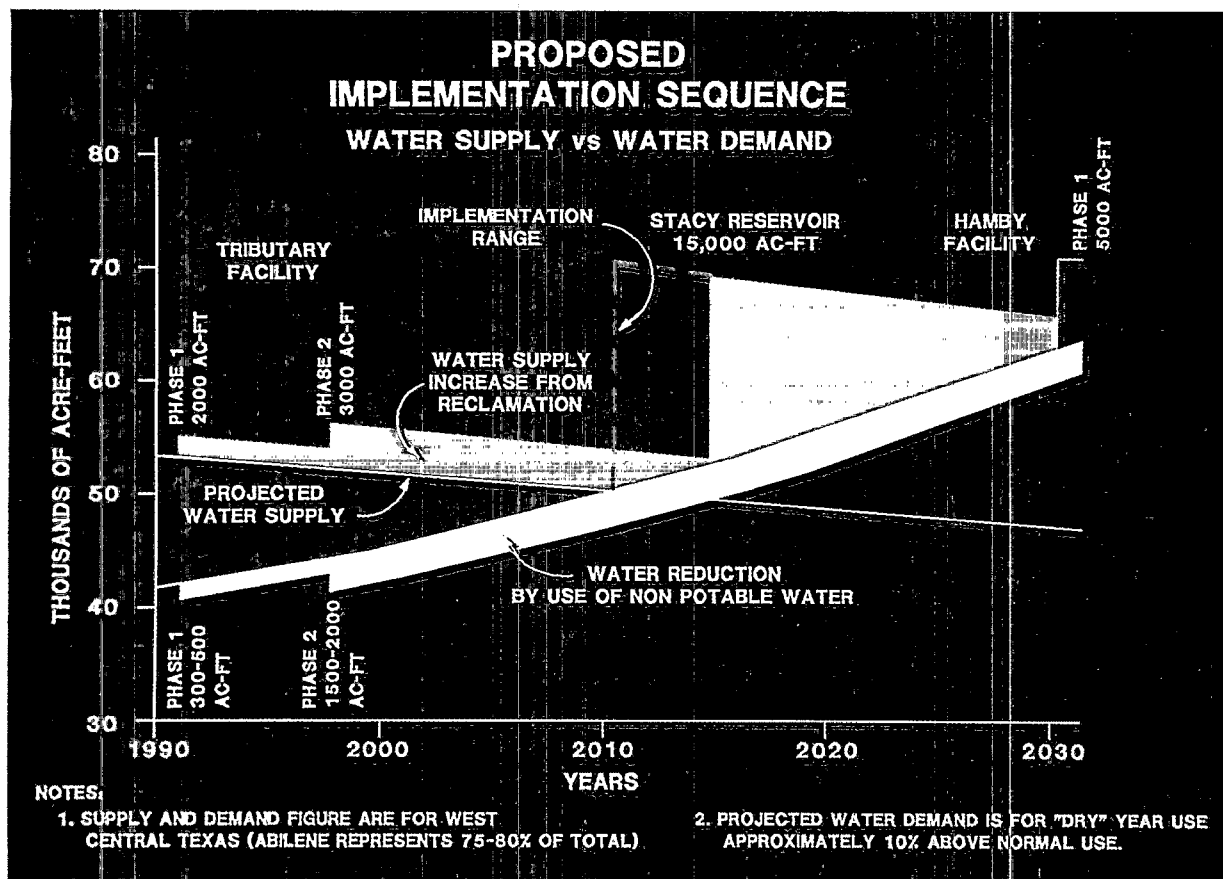 PROPOSED
IMPLEMENTATION SEQUENCE
WATER SUPPLY vs WATER DEMAND
THOUSANDS OF ACRE-FEET
80
70
60
50
40
30
TRIBUTARY
FACILITY
IMPLEMENTATION
RANGE
STACY RESERVOIR
15,000 AC-FT
HAMBY
FACILITY
PHASE 1
5000 AC-FT
PHASE 1
2000 AC-FT
PHASE 2
3000 AC-FT
WATER SUPPLY
INCREASE FROM
RECLAMATION
PROJECTED
WATER SUPPLY
WATER REDUCTION
BY USE OF NON POTABLE WATER
PHASE 1
300-500
AC-FT
PHASE 2
1500-2000
AC-FT
1990
2000
2010
2020
2030
YEARS
NOTES:
1. SUPPLY AND DEMAND FIGURE ARE FOR WEST
CENTRAL TEXAS (ABILENE REPRESENTS 75-80% OF TOTAL)
2. PROJECTED WATER DEMAND IS FOR "DRY" YEAR USE
APPROXIMATELY 10% ABOVE NORMAL USE.